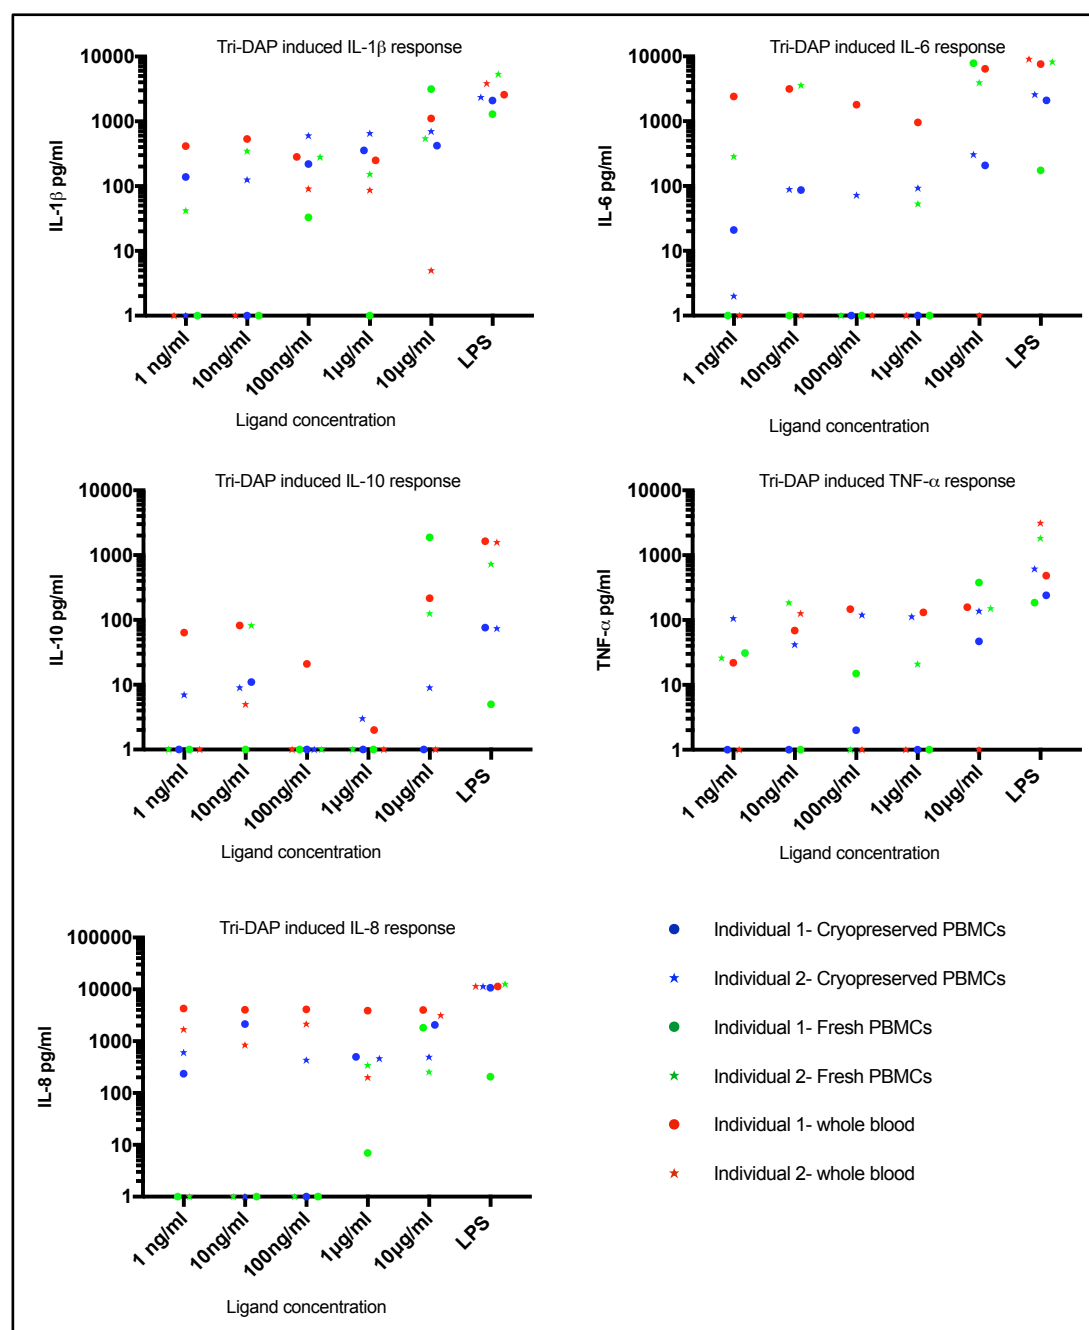 Tri-DAP induced IL-1β response
10000
1000
100
10
1
IL-1β pg/ml
1 ng/ml
10ng/ml
100ng/ml
1µg/ml
10µg/ml
LPS
Ligand concentration
Tri-DAP induced IL-6 response
10000
1000
100
10
1
IL-6 pg/ml
1 ng/ml
10ng/ml
100ng/ml
1µg/ml
10µg/ml
LPS
Ligand concentration
Tri-DAP induced IL-10 response
10000
1000
100
10
1
IL-10 pg/ml
1 ng/ml
10ng/ml
100ng/ml
1µg/ml
10µg/ml
LPS
Ligand concentration
Tri-DAP induced TNF-α response
10000
1000
100
10
1
TNF-α pg/ml
1 ng/ml
10ng/ml
100ng/ml
1µg/ml
10µg/ml
LPS
Ligand concentration
Tri-DAP induced IL-8 response
100000
10000
1000
100
10
1
IL-8 pg/ml
1 ng/ml
10ng/ml
100ng/ml
1µg/ml
10µg/ml
LPS
Ligand concentration
Individual 1- Cryopreserved PBMCs
Individual 2- Cryopreserved PBMCs
Individual 1- Fresh PBMCs
Individual 2- Fresh PBMCs
Individual 1- whole blood
Individual 2- whole blood